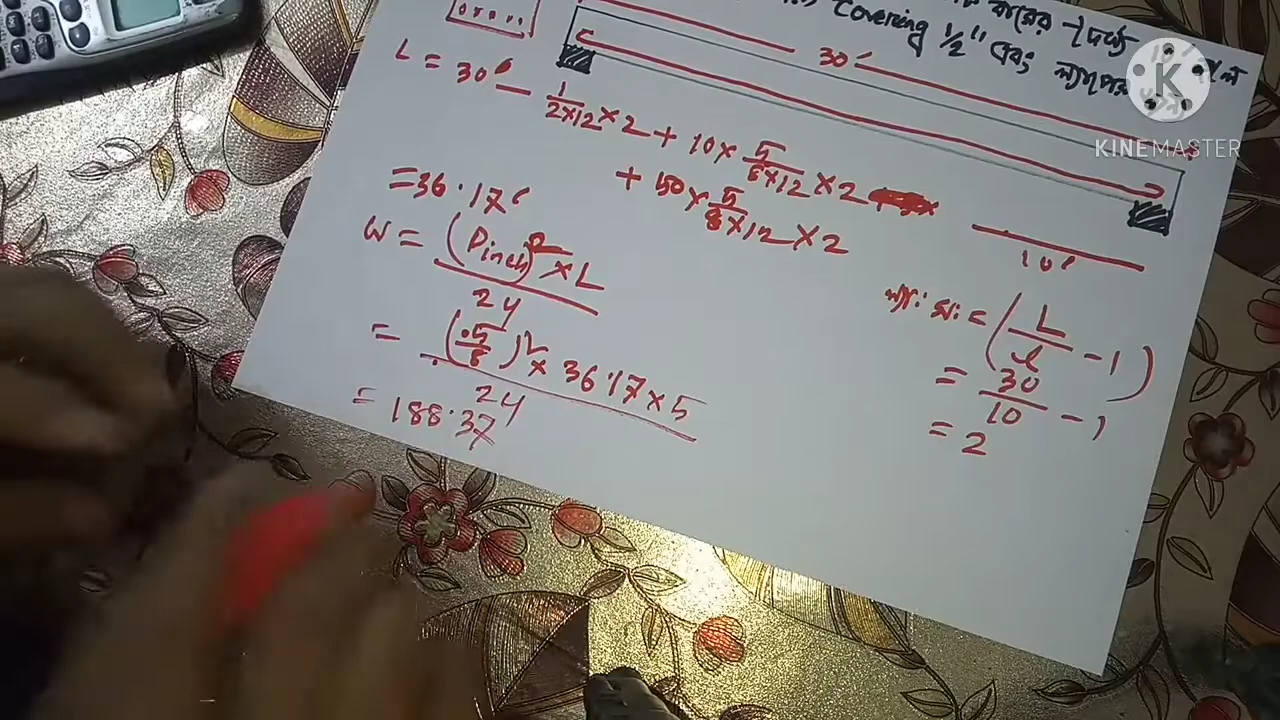 বারের দৈর্ঘ্য
Covering ½" এবং ল্যাপের
30'
K
KINEMASTER
L = 30' - 1/(2×12) × 2 + 10 × 5/(8×12) × 2
+ 50 × 5/(8×12) × 2
= 36.17'
10'
W = (Dinch)² × L / 24
= (.5/8)² × 36.17 × 5 / 24
= 188.37
ল্যা: সং = (L/l - 1)
= 30/10 - 1
= 2